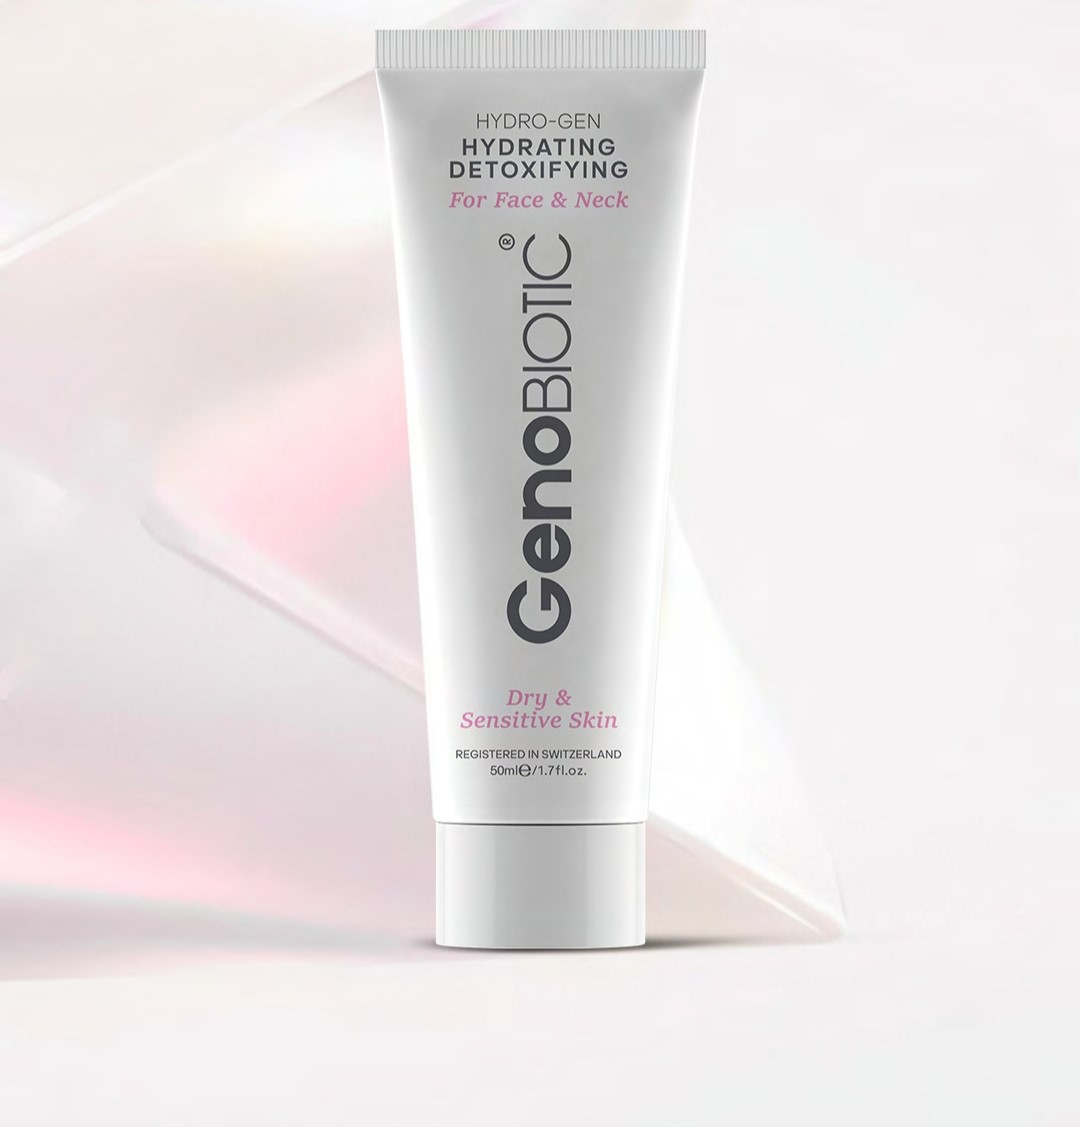 HYDRO-GEN
HYDRATING
DETOXIFYING
For Face & Neck
GenoBIOTIC®
Dry &
Sensitive Skin
REGISTERED IN SWITZERLAND
50ml℮/1.7fl.oz.